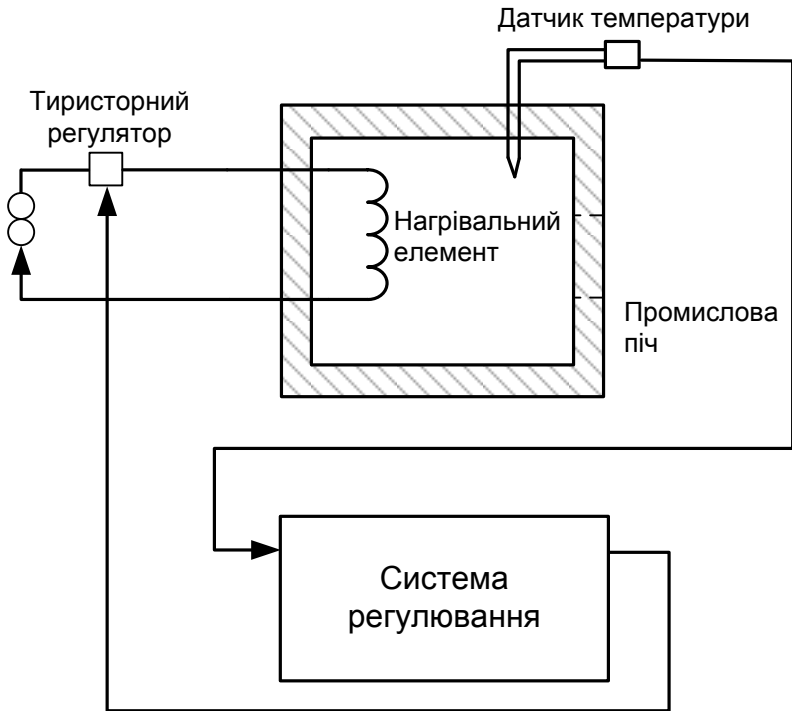 Датчик температури
Тиристорний
регулятор
Нагрівальний
елемент
Промислова
піч
Система
регулювання